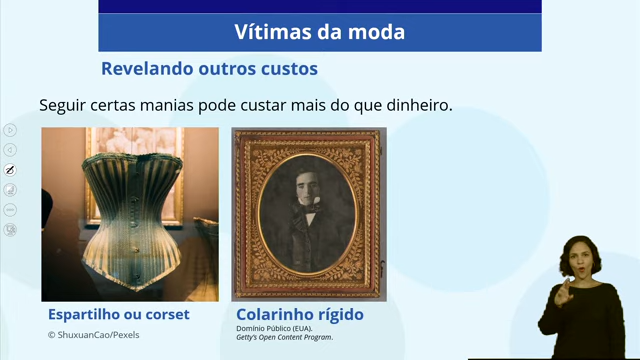 Vítimas da moda
Revelando outros custos
Seguir certas manias pode custar mais do que dinheiro.
Espartilho ou corset
© ShuxuanCao/Pexels
Colarinho rígido
Domínio Público (EUA).
Getty's Open Content Program.